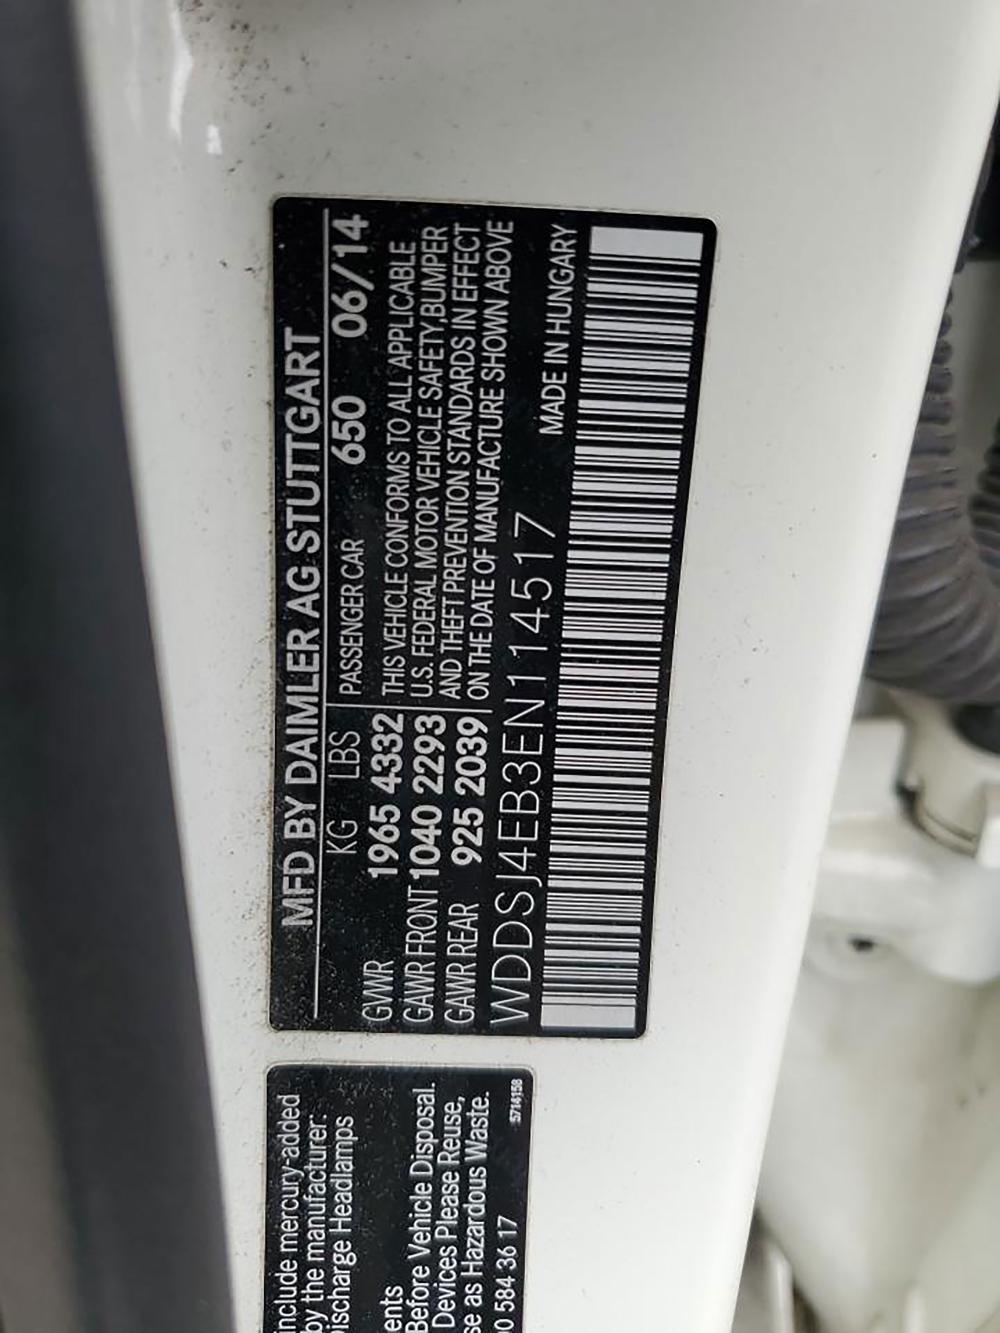 MFD BY DAIMLER AG STUTTGART
KG LBS PASSENGER CAR 650 06/14
GVWR 1965 4332 THIS VEHICLE CONFORMS TO ALL APPLICABLE
GAWR FRONT 1040 2293 U.S. FEDERAL MOTOR VEHICLE SAFETY,BUMPER
GAWR REAR 925 2039 AND THEFT PREVENTION STANDARDS IN EFFECT
ON THE DATE OF MANUFACTURE SHOWN ABOVE
WDDSJ4EB3EN114517 MADE IN HUNGARY
include mercury-added
by the manufacturer.
ischarge Headlamps
ents
Before Vehicle Disposal.
Devices Please Reuse,
se as Hazardous Waste.
00 584 36 17 5714158